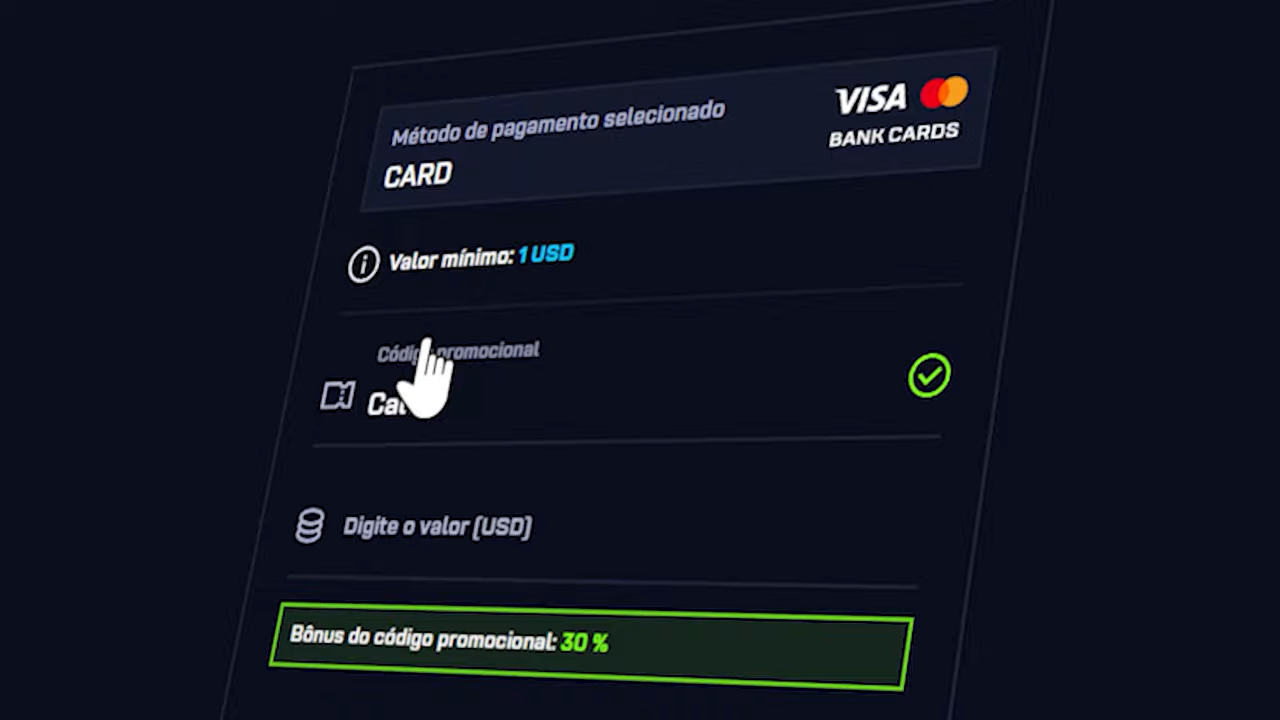 Método de pagamento selecionado
CARD
VISA
BANK CARDS
Valor mínimo: 1 USD
promocional
Digite o valor (USD)
Bônus do código promocional: 30 %